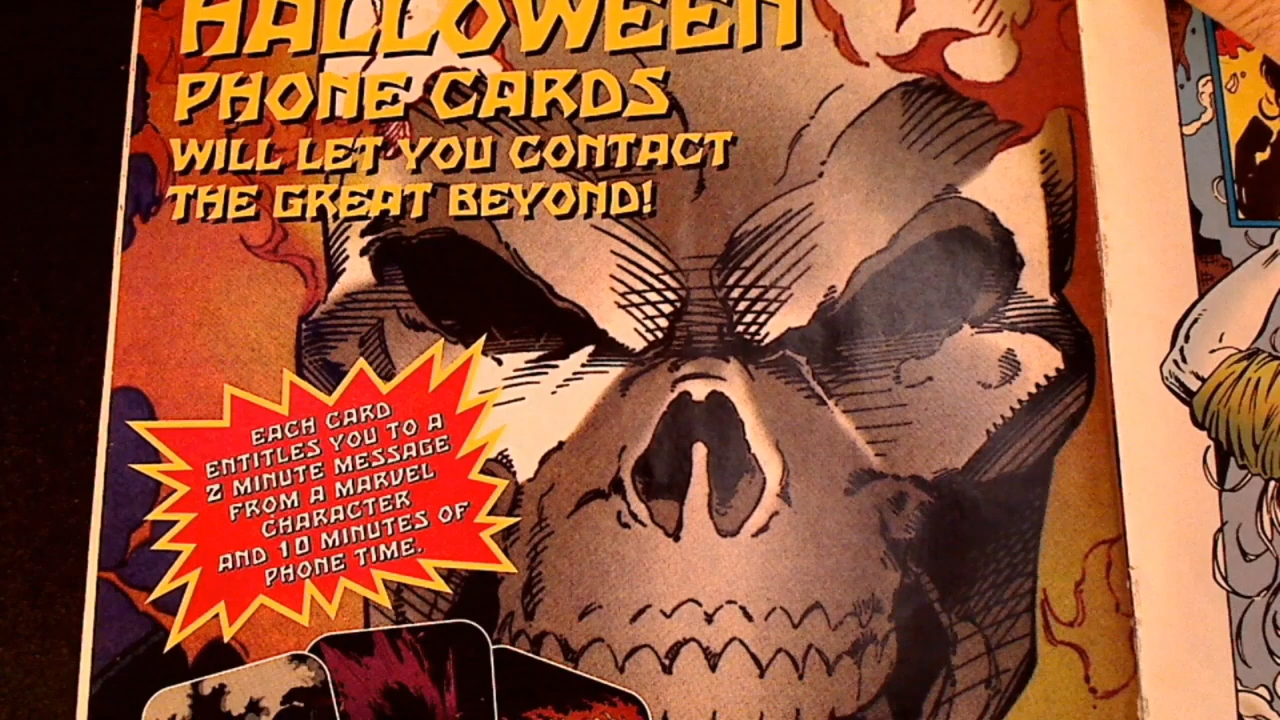 HALLOWEEN
PHONE CARDS
WILL LET YOU CONTACT
THE GREAT BEYOND!
EACH CARD
ENTITLES YOU TO A
2 MINUTE MESSAGE
FROM A MARVEL
CHARACTER
AND 10 MINUTES OF
PHONE TIME.